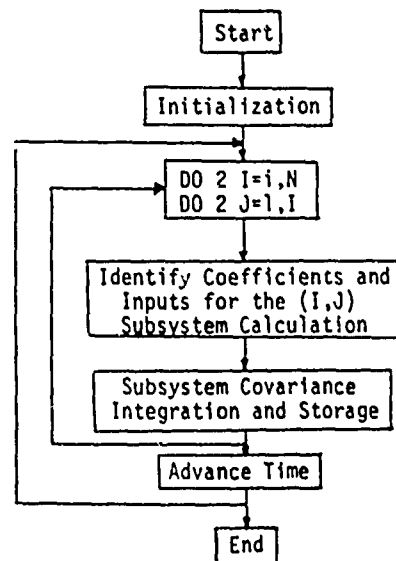 Start
Initialization
DO 2 I=i,N
DO 2 J=1,I
Identify Coefficients and
Inputs for the (I,J)
Subsystem Calculation
Subsystem Covariance
Integration and Storage
Advance Time
End